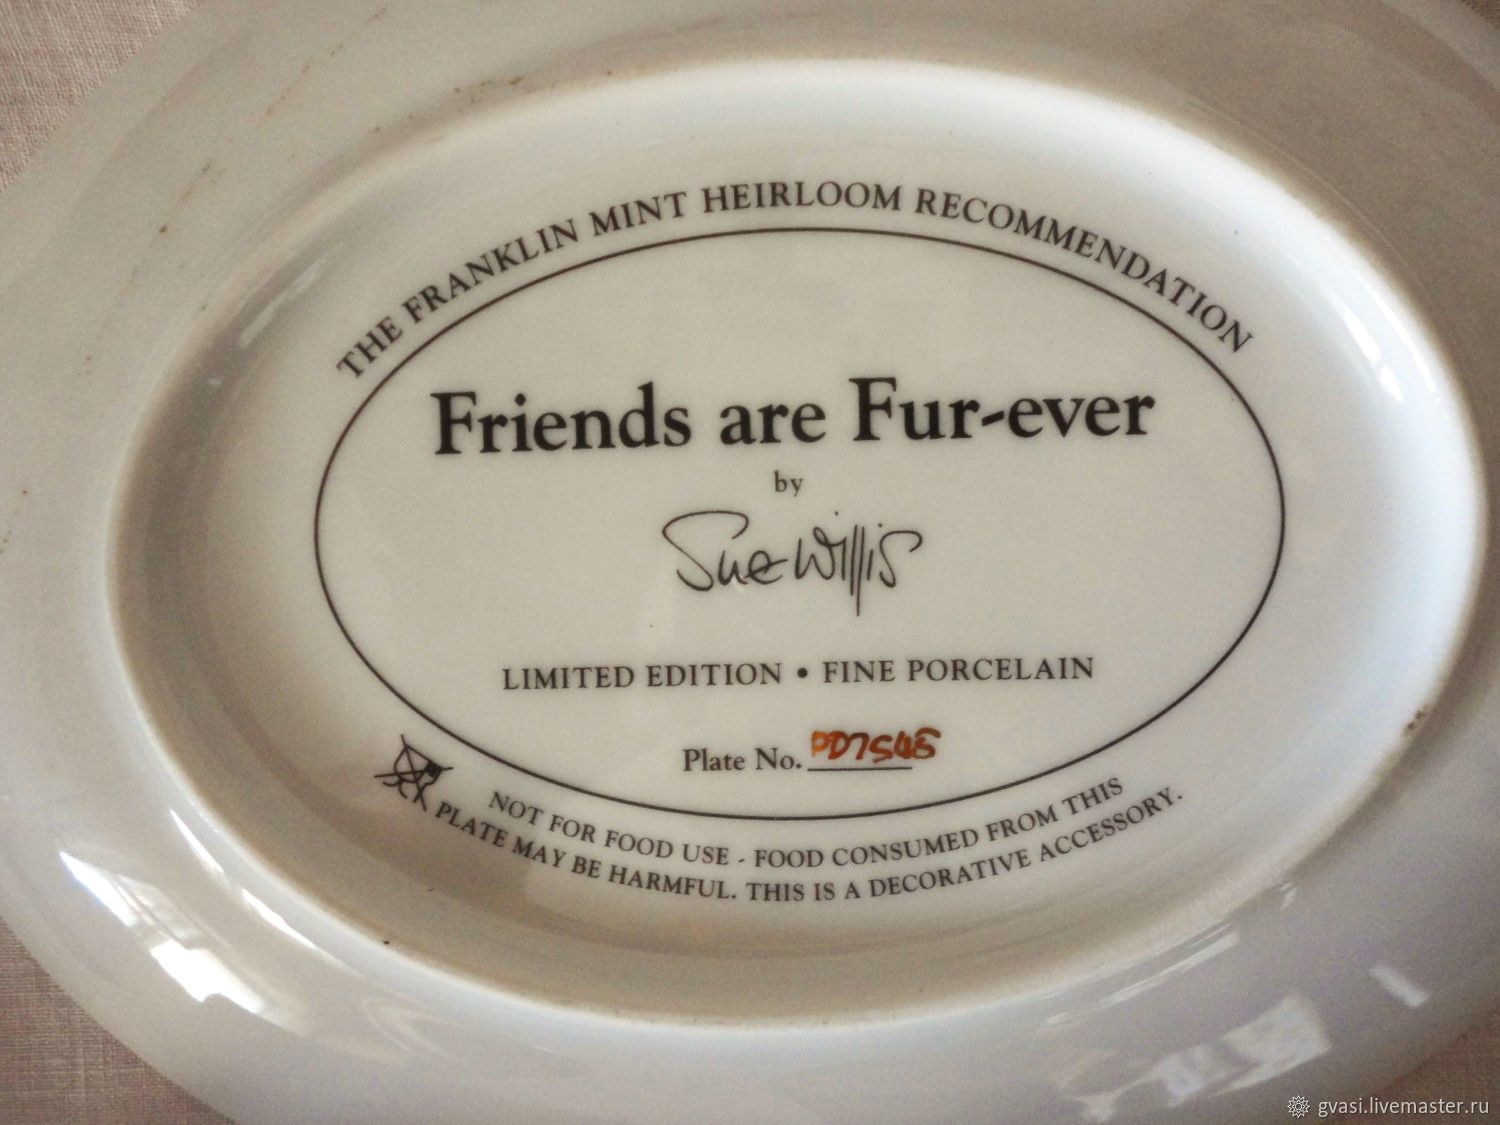 THE FRANKLIN MINT HEIRLOOM RECOMMENDATION
Friends are Fur-ever
by
Sue Willis
LIMITED EDITION • FINE PORCELAIN
Plate No. PD7548
NOT FOR FOOD USE - FOOD CONSUMED FROM THIS
PLATE MAY BE HARMFUL. THIS IS A DECORATIVE ACCESSORY.
gvasi.livemaster.ru